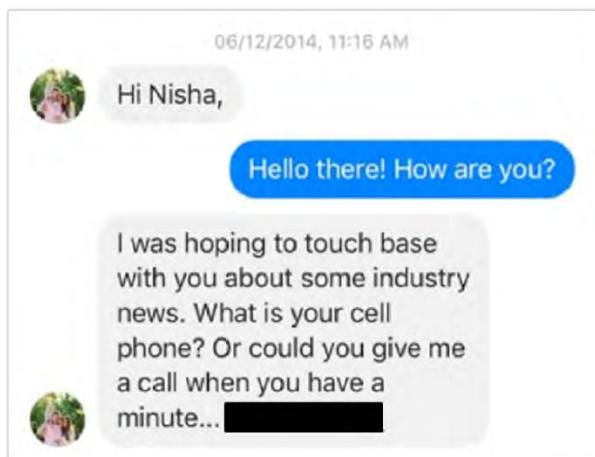 06/12/2014, 11:16 AM
Hi Nisha,
Hello there! How are you?
I was hoping to touch base
with you about some industry
news. What is your cell
phone? Or could you give me
a call when you have a
minute...